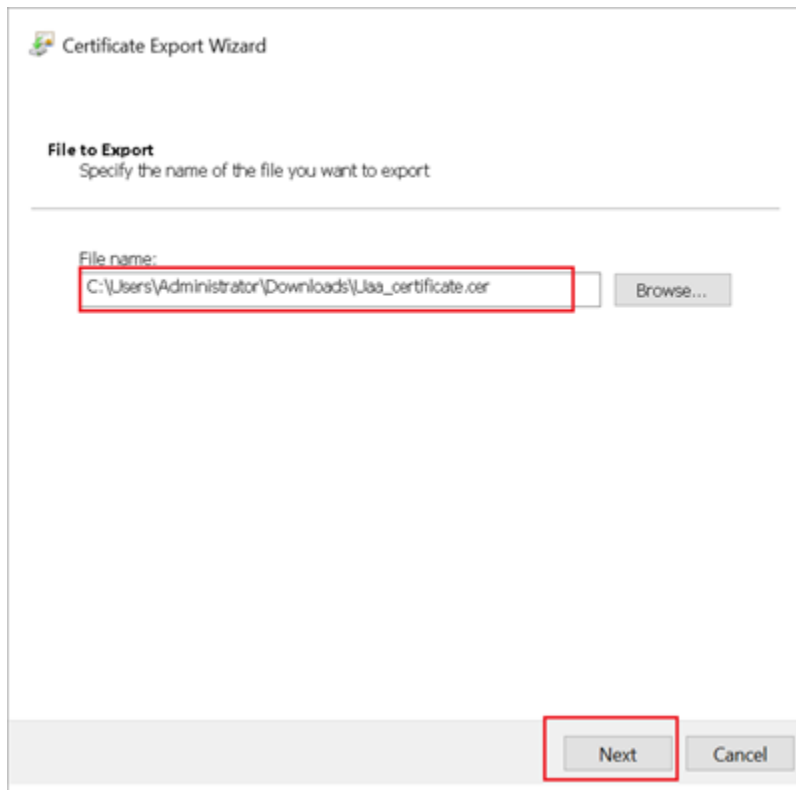 Certificate Export Wizard
File to Export
Specify the name of the file you want to export
File name:
C:\Users\Administrator\Downloads\Uaa_certificate.cer
Browse...
Next
Cancel